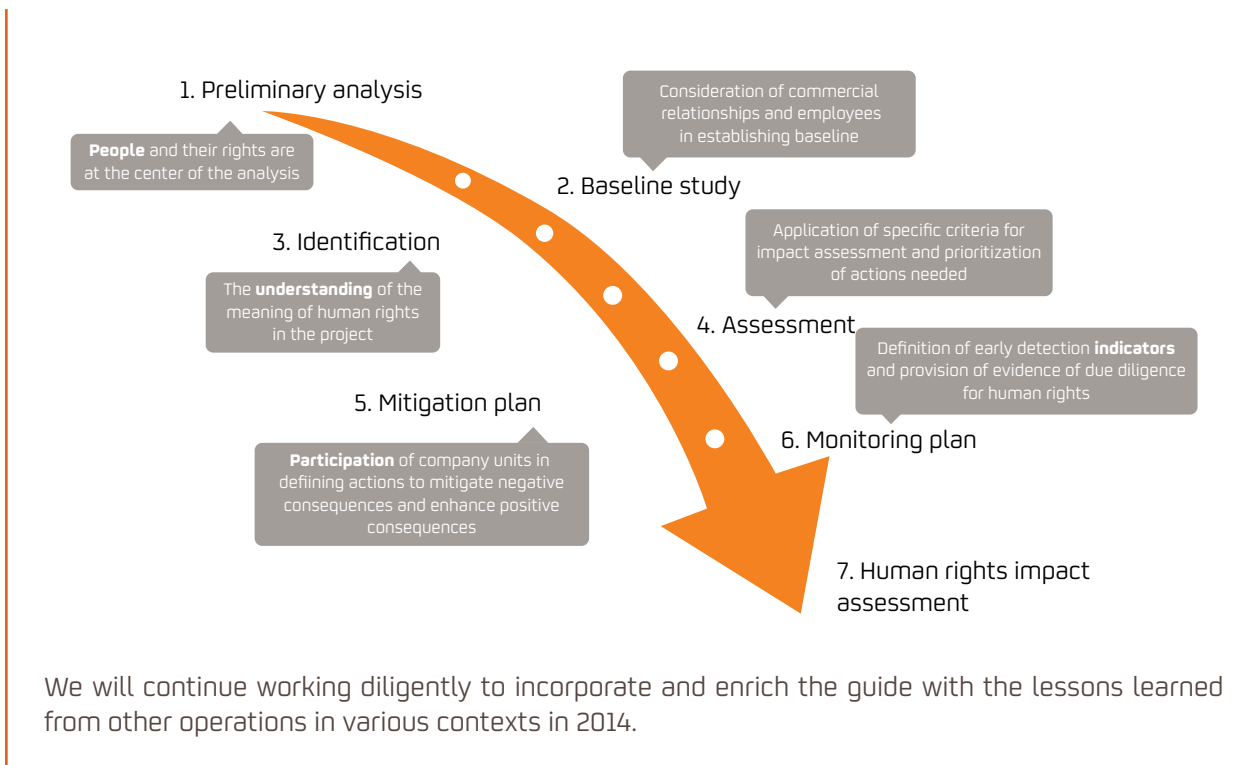 1. Preliminary analysis
People and their rights are
at the center of the analysis
Consideration of commercial
relationships and employees
in establishing baseline
2. Baseline study
3. Identification
The understanding of the
meaning of human rights
in the project
Application of specific criteria for
impact assessment and prioritization
of actions needed
4. Assessment
5. Mitigation plan
Participation of company units in
defiining actions to mitigate negative
consequences and enhance positive
consequences
Definition of early detection indicators
and provision of evidence of due diligence
for human rights
6. Monitoring plan
7. Human rights impact
assessment
We will continue working diligently to incorporate and enrich the guide with the lessons learned
from other operations in various contexts in 2014.